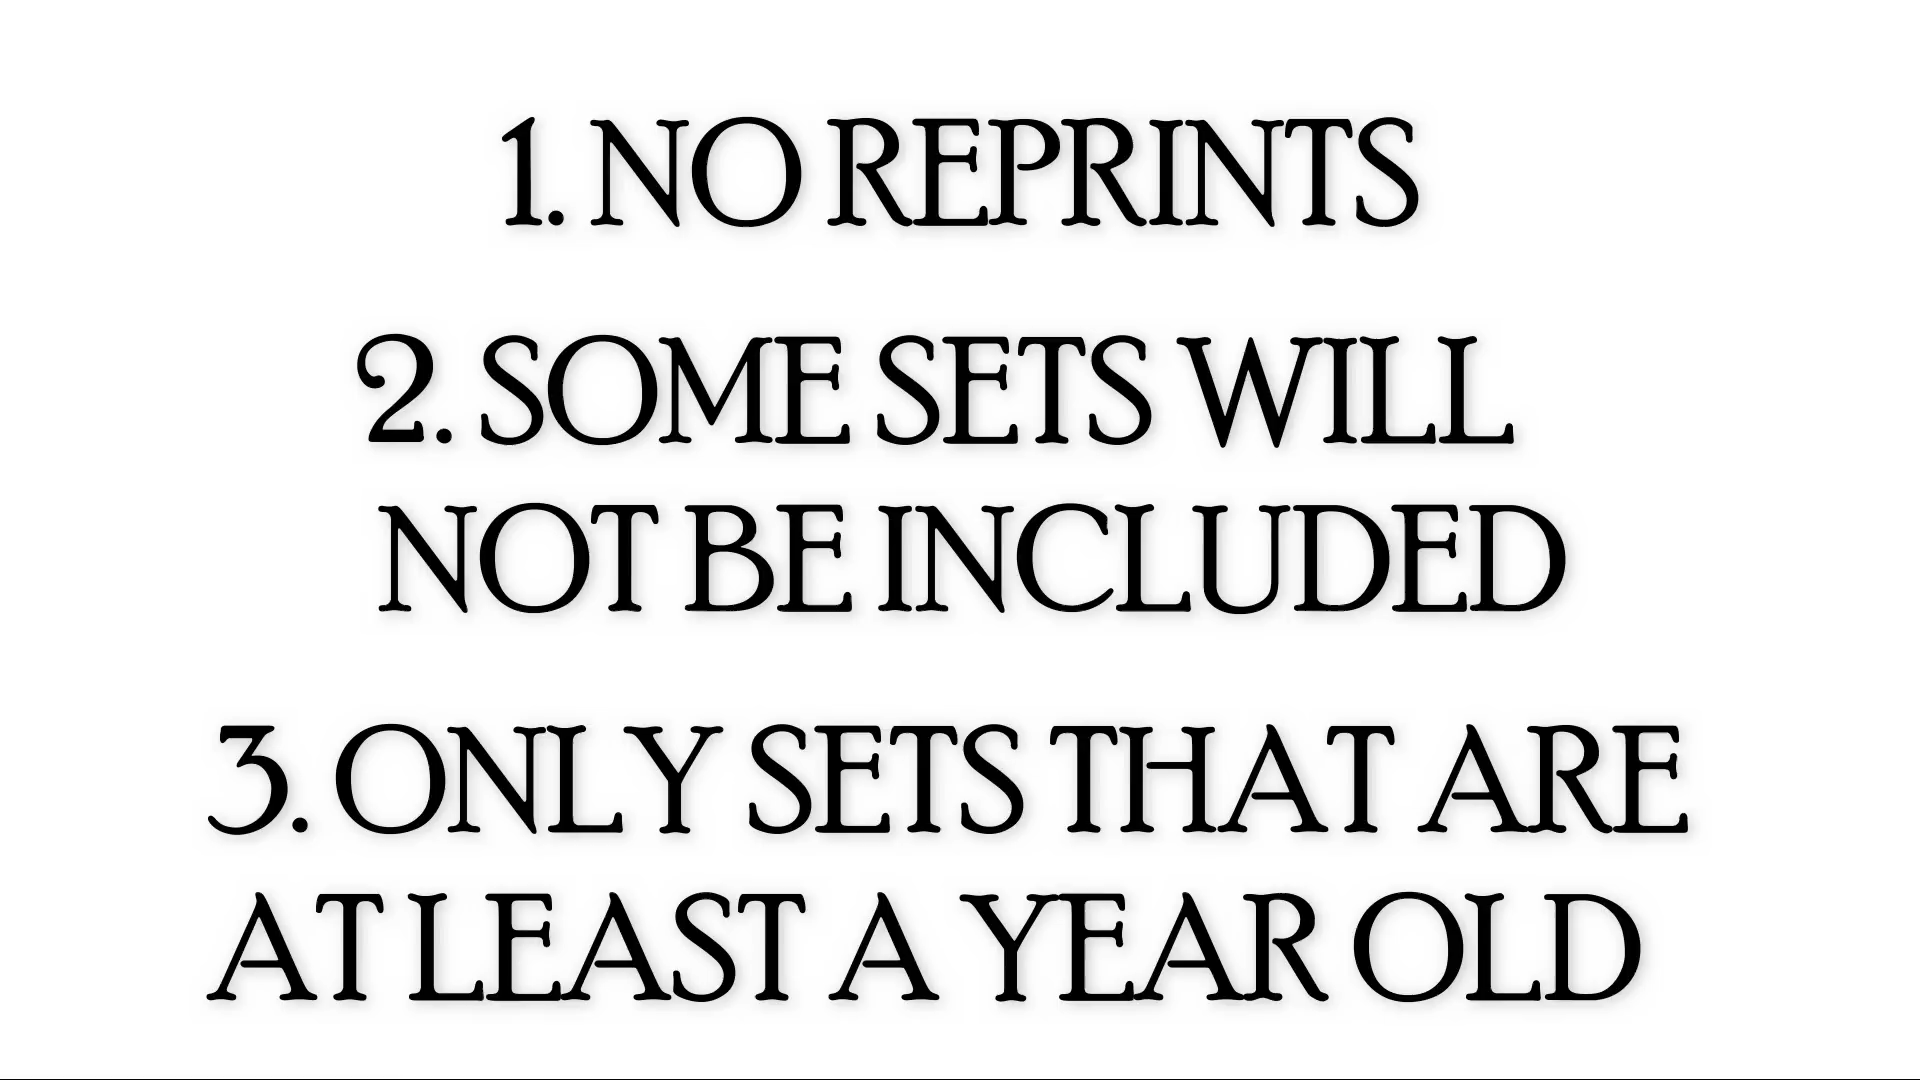 1. NO REPRINTS
2. SOME SETS WILL
NOT BE INCLUDED
3. ONLY SETS THAT ARE
AT LEAST A YEAR OLD